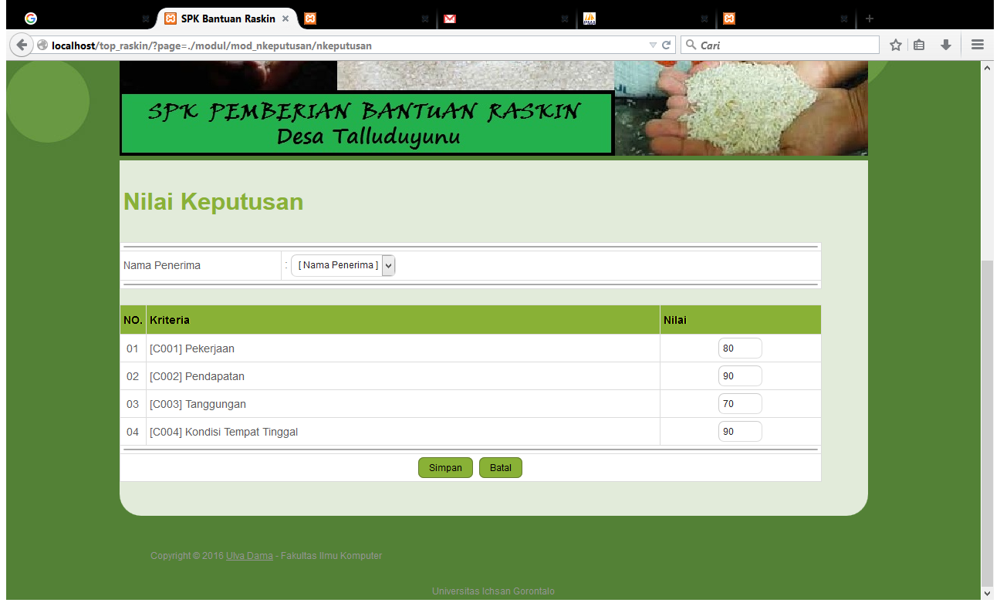 SPK Bantuan Raskin
localhost/top_raskin/?page=./modul/mod_nkeputusan/nkeputusan
Cari
SPK PEMBERIAN BANTUAN RASKIN
Desa Talluduyunu
Nilai Keputusan
Nama Penerima : [ Nama Penerima ]
NO. Kriteria Nilai
01 [C001] Pekerjaan 80
02 [C002] Pendapatan 90
03 [C003] Tanggungan 70
04 [C004] Kondisi Tempat Tinggal 90
Simpan Batal
Copyright © 2016 Ulva Dama - Fakultas Ilmu Komputer
Universitas Ichsan Gorontalo